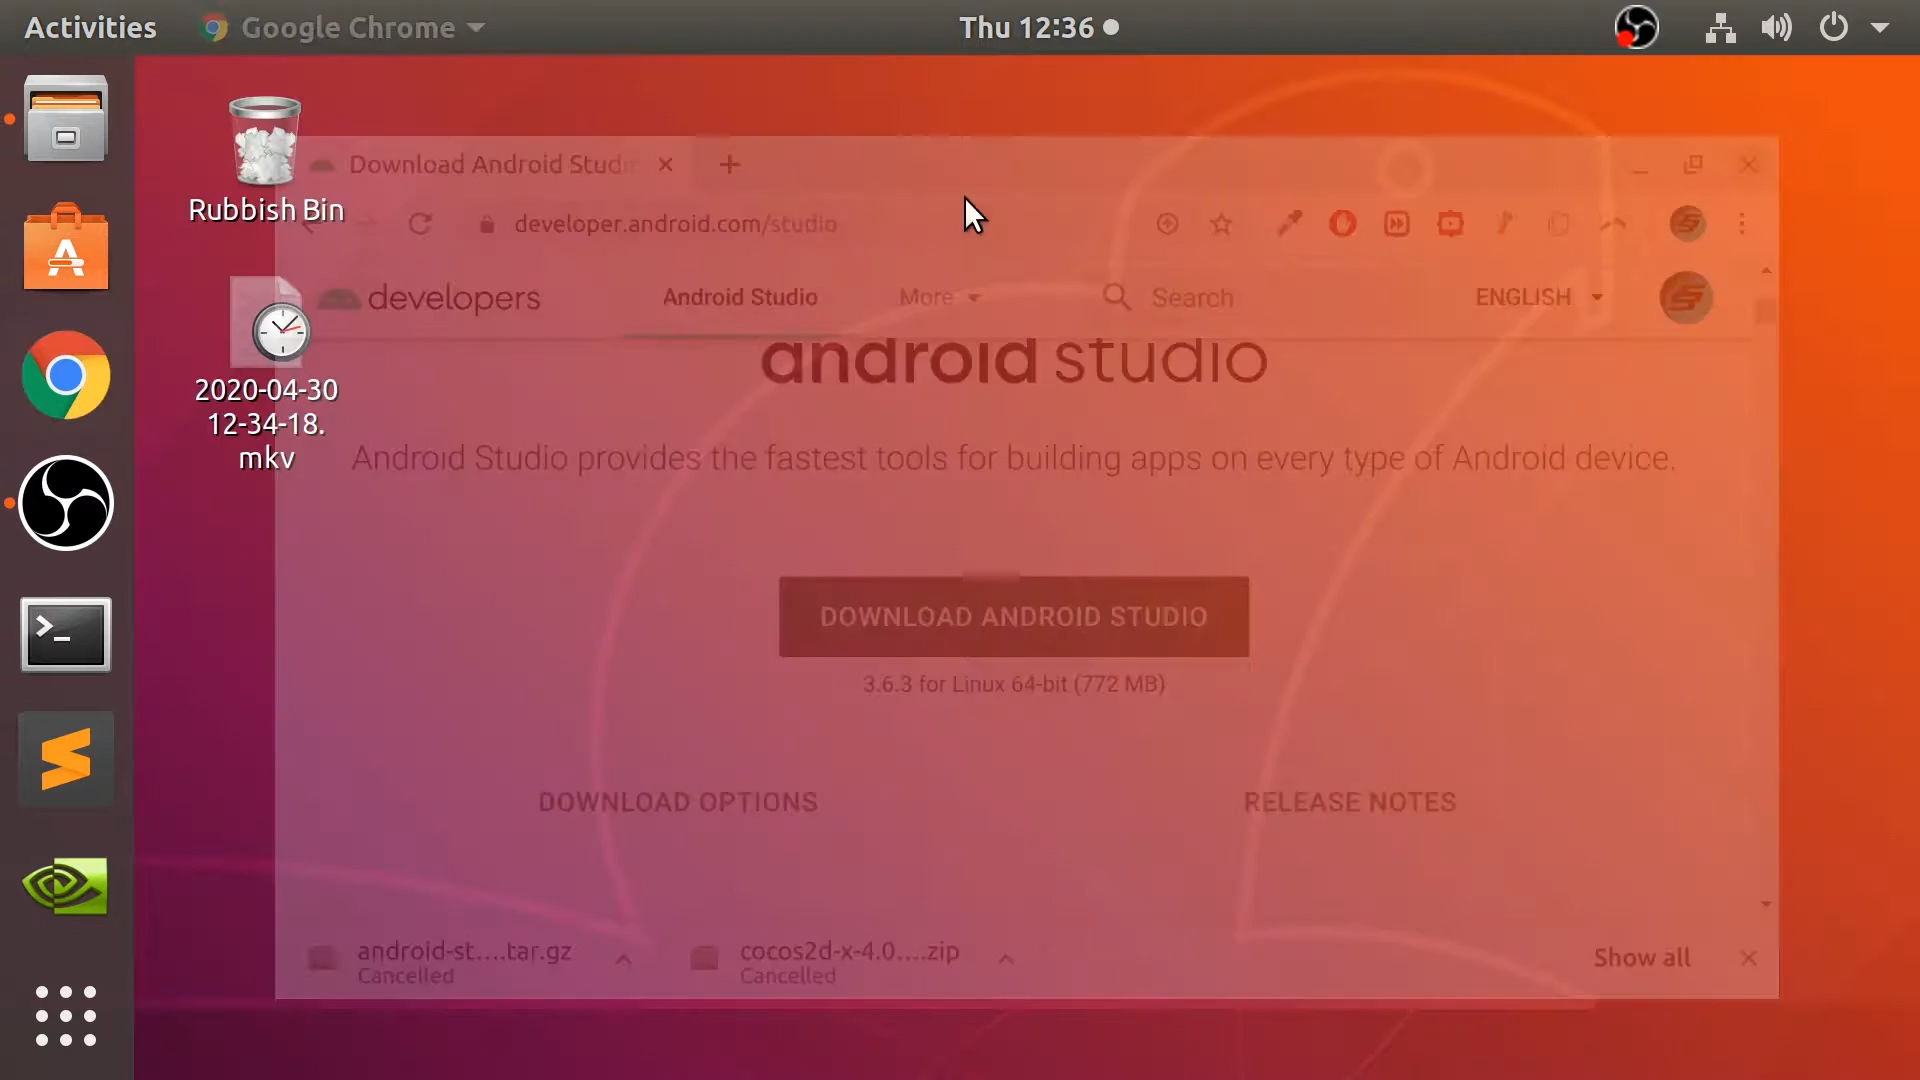 Activities
Google Chrome
Thu 12:36
Rubbish Bin
2020-04-30
12-34-18.
mkv
Download Android Studi
developer.android.com/studio
developers
Android Studio
More
Search
ENGLISH
android studio
Android Studio provides the fastest tools for building apps on every type of Android device.
DOWNLOAD ANDROID STUDIO
3.6.3 for Linux 64-bit (772 MB)
DOWNLOAD OPTIONS
RELEASE NOTES
android-st....tar.gz
Cancelled
cocos2d-x-4.0....zip
Cancelled
Show all